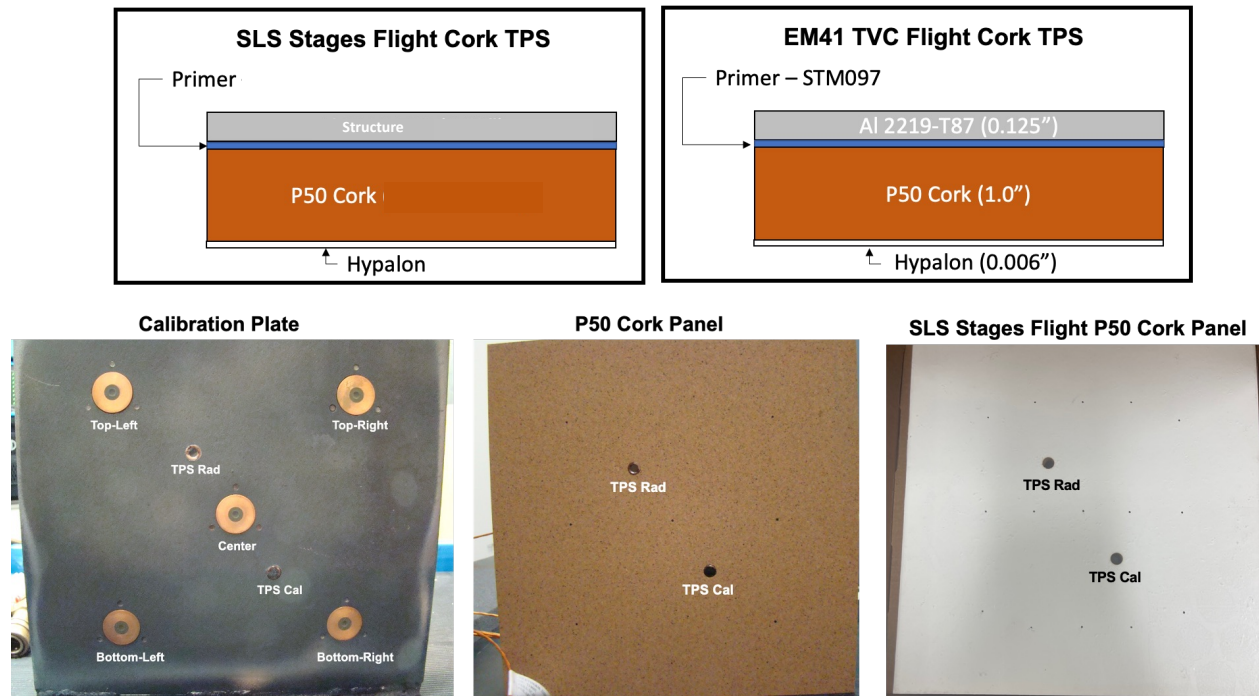 SLS Stages Flight Cork TPS
Primer
Structure
P50 Cork (
Hypalon
EM41 TVC Flight Cork TPS
Primer – STM097
Al 2219-T87 (0.125”)
P50 Cork (1.0”)
Hypalon (0.006”)
Calibration Plate
Top-Left
Top-Right
TPS Rad
Center
TPS Cal
Bottom-Left
Bottom-Right
P50 Cork Panel
TPS Rad
TPS Cal
SLS Stages Flight P50 Cork Panel
TPS Rad
TPS Cal